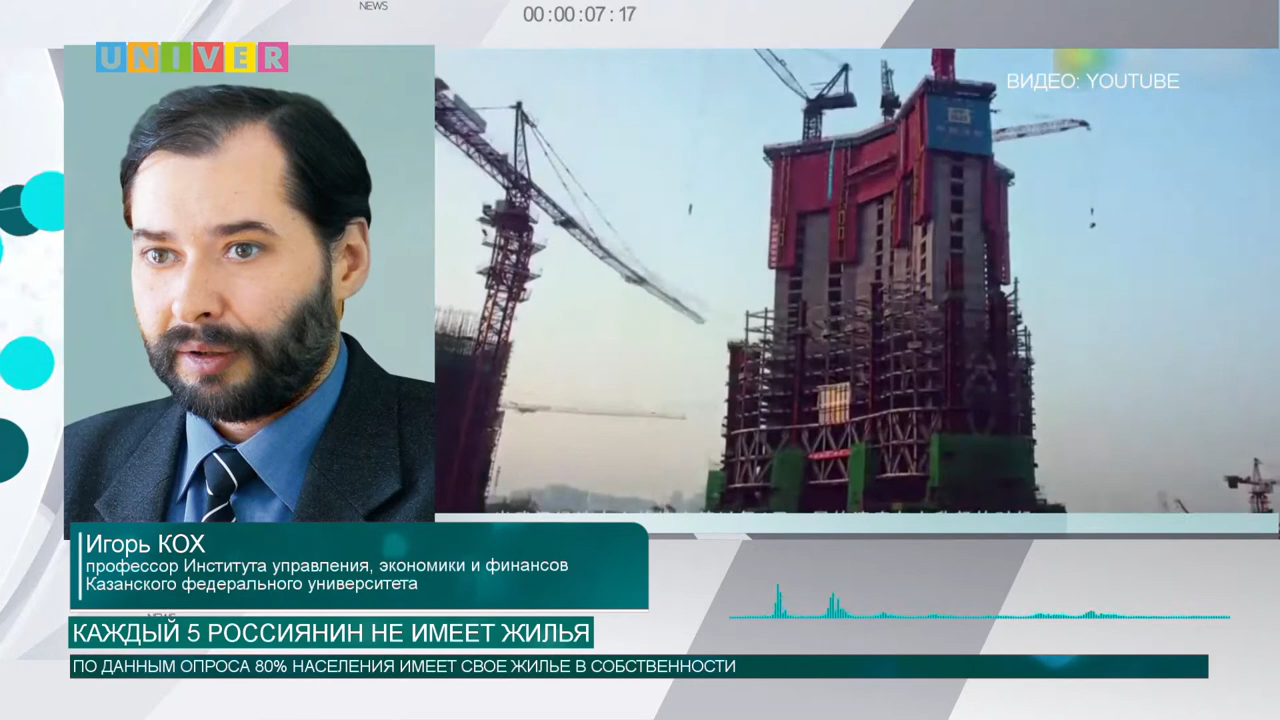 NEWS
00:00:07:17
UNIVER
ВИДЕО: YOUTUBE
Игорь КОХ
профессор Института управления, экономики и финансов
Казанского федерального университета
КАЖДЫЙ 5 РОССИЯНИН НЕ ИМЕЕТ ЖИЛЬЯ
ПО ДАННЫМ ОПРОСА 80% НАСЕЛЕНИЯ ИМЕЕТ СВОЕ ЖИЛЬЕ В СОБСТВЕННОСТИ